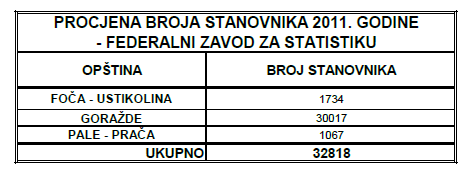 PROCJENA BROJA STANOVNIKA 2011. GODINE
- FEDERALNI ZAVOD ZA STATISTIKU
OPŠTINA BROJ STANOVNIKA
FOČA - USTIKOLINA 1734
GORAŽDE 30017
PALE - PRAČA 1067
UKUPNO 32818